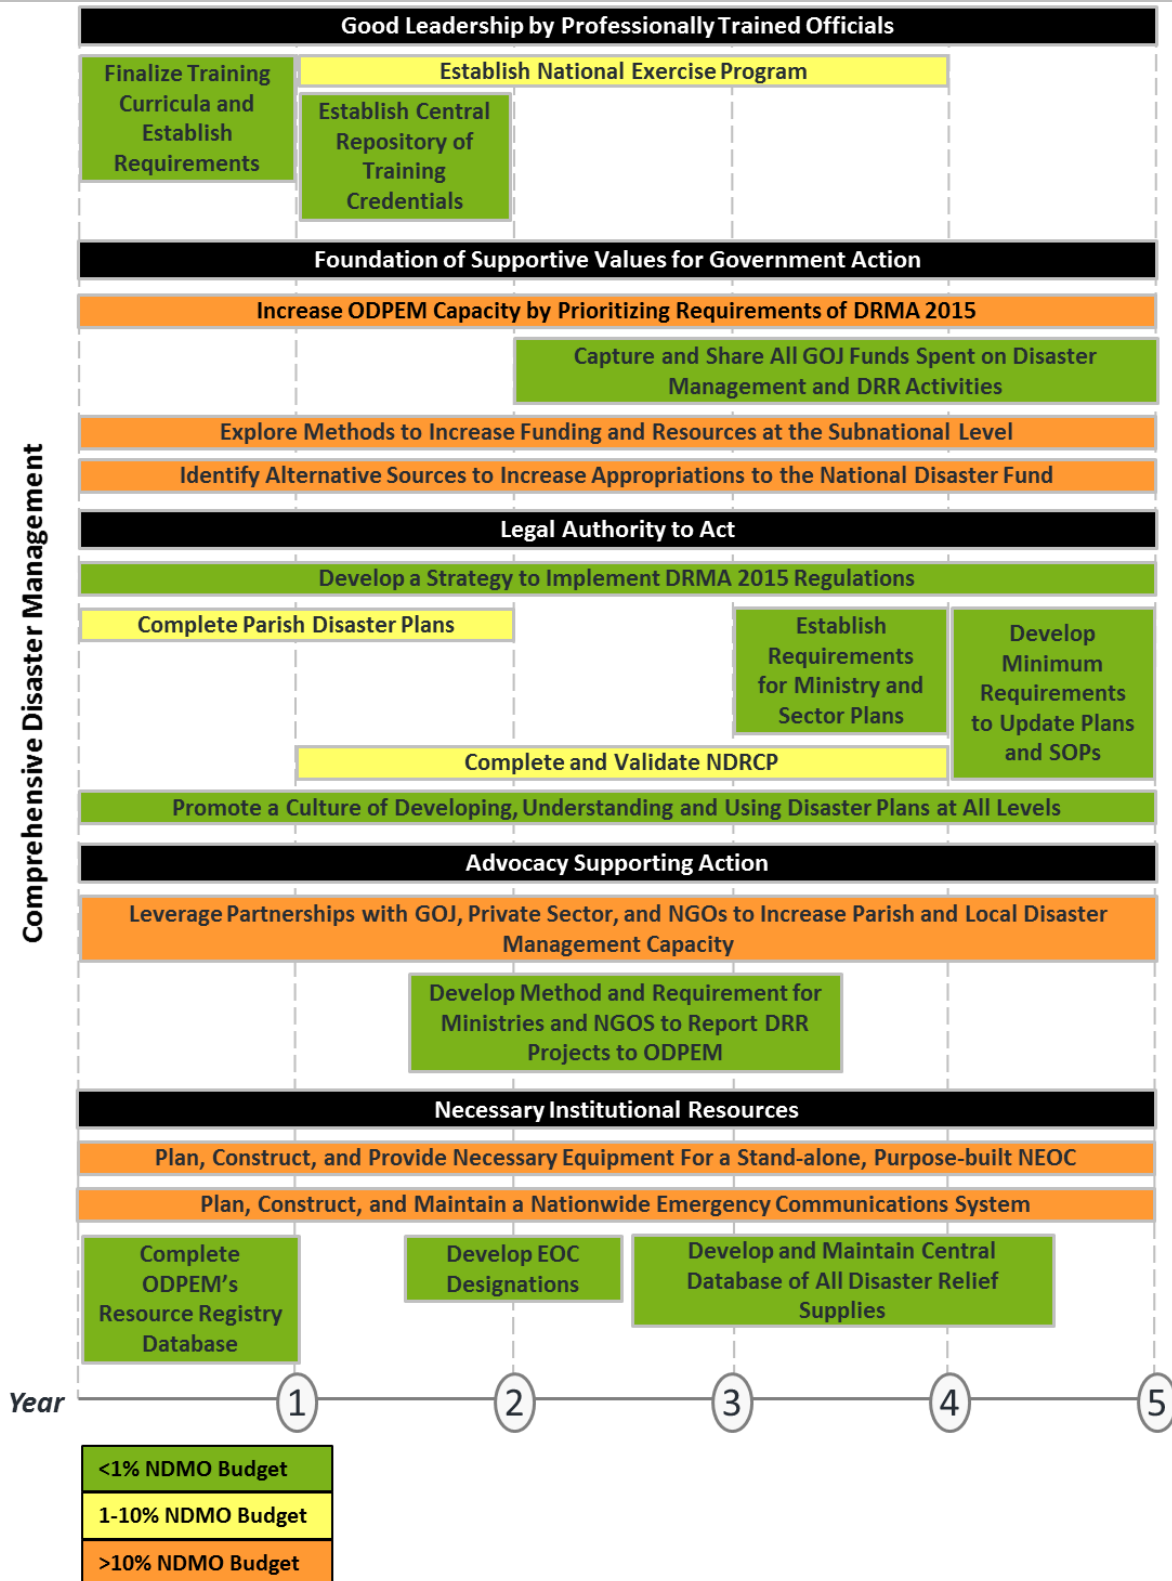 Comprehensive Disaster Management
Good Leadership by Professionally Trained Officials
Finalize Training
Curricula and
Establish
Requirements
Establish National Exercise Program
Establish Central
Repository of
Training
Credentials
Foundation of Supportive Values for Government Action
Increase ODPEM Capacity by Prioritizing Requirements of DRMA 2015
Capture and Share All GOJ Funds Spent on Disaster
Management and DRR Activities
Explore Methods to Increase Funding and Resources at the Subnational Level
Identify Alternative Sources to Increase Appropriations to the National Disaster Fund
Legal Authority to Act
Develop a Strategy to Implement DRMA 2015 Regulations
Complete Parish Disaster Plans
Establish
Requirements
for Ministry and
Sector Plans
Develop
Minimum
Requirements
to Update Plans
and SOPs
Complete and Validate NDRCP
Promote a Culture of Developing, Understanding and Using Disaster Plans at All Levels
Advocacy Supporting Action
Leverage Partnerships with GOJ, Private Sector, and NGOs to Increase Parish and Local Disaster
Management Capacity
Develop Method and Requirement for
Ministries and NGOS to Report DRR
Projects to ODPEM
Necessary Institutional Resources
Plan, Construct, and Provide Necessary Equipment For a Stand-alone, Purpose-built NEOC
Plan, Construct, and Maintain a Nationwide Emergency Communications System
Complete
ODPEM’s
Resource Registry
Database
Develop EOC
Designations
Develop and Maintain Central
Database of All Disaster Relief
Supplies
Year 1 2 3 4 5
<1% NDMO Budget
1-10% NDMO Budget
>10% NDMO Budget